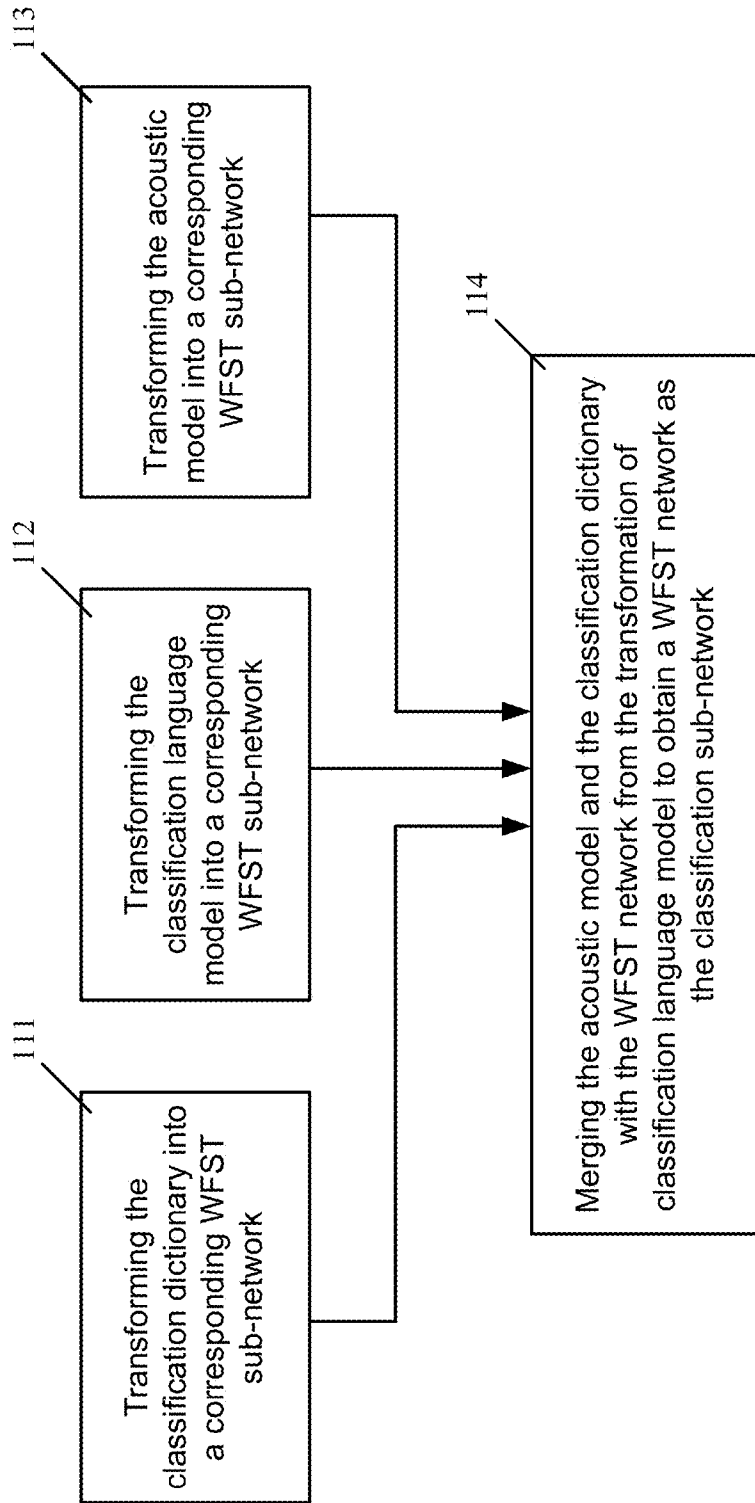 111
Transforming the
classification dictionary into
a corresponding WFST
sub-network
112
Transforming the
classification language
model into a corresponding
WFST sub-network
113
Transforming the acoustic
model into a corresponding
WFST sub-network
114
Merging the acoustic model and the classification dictionary
with the WFST network from the transformation of
classification language model to obtain a WFST network as
the classification sub-network